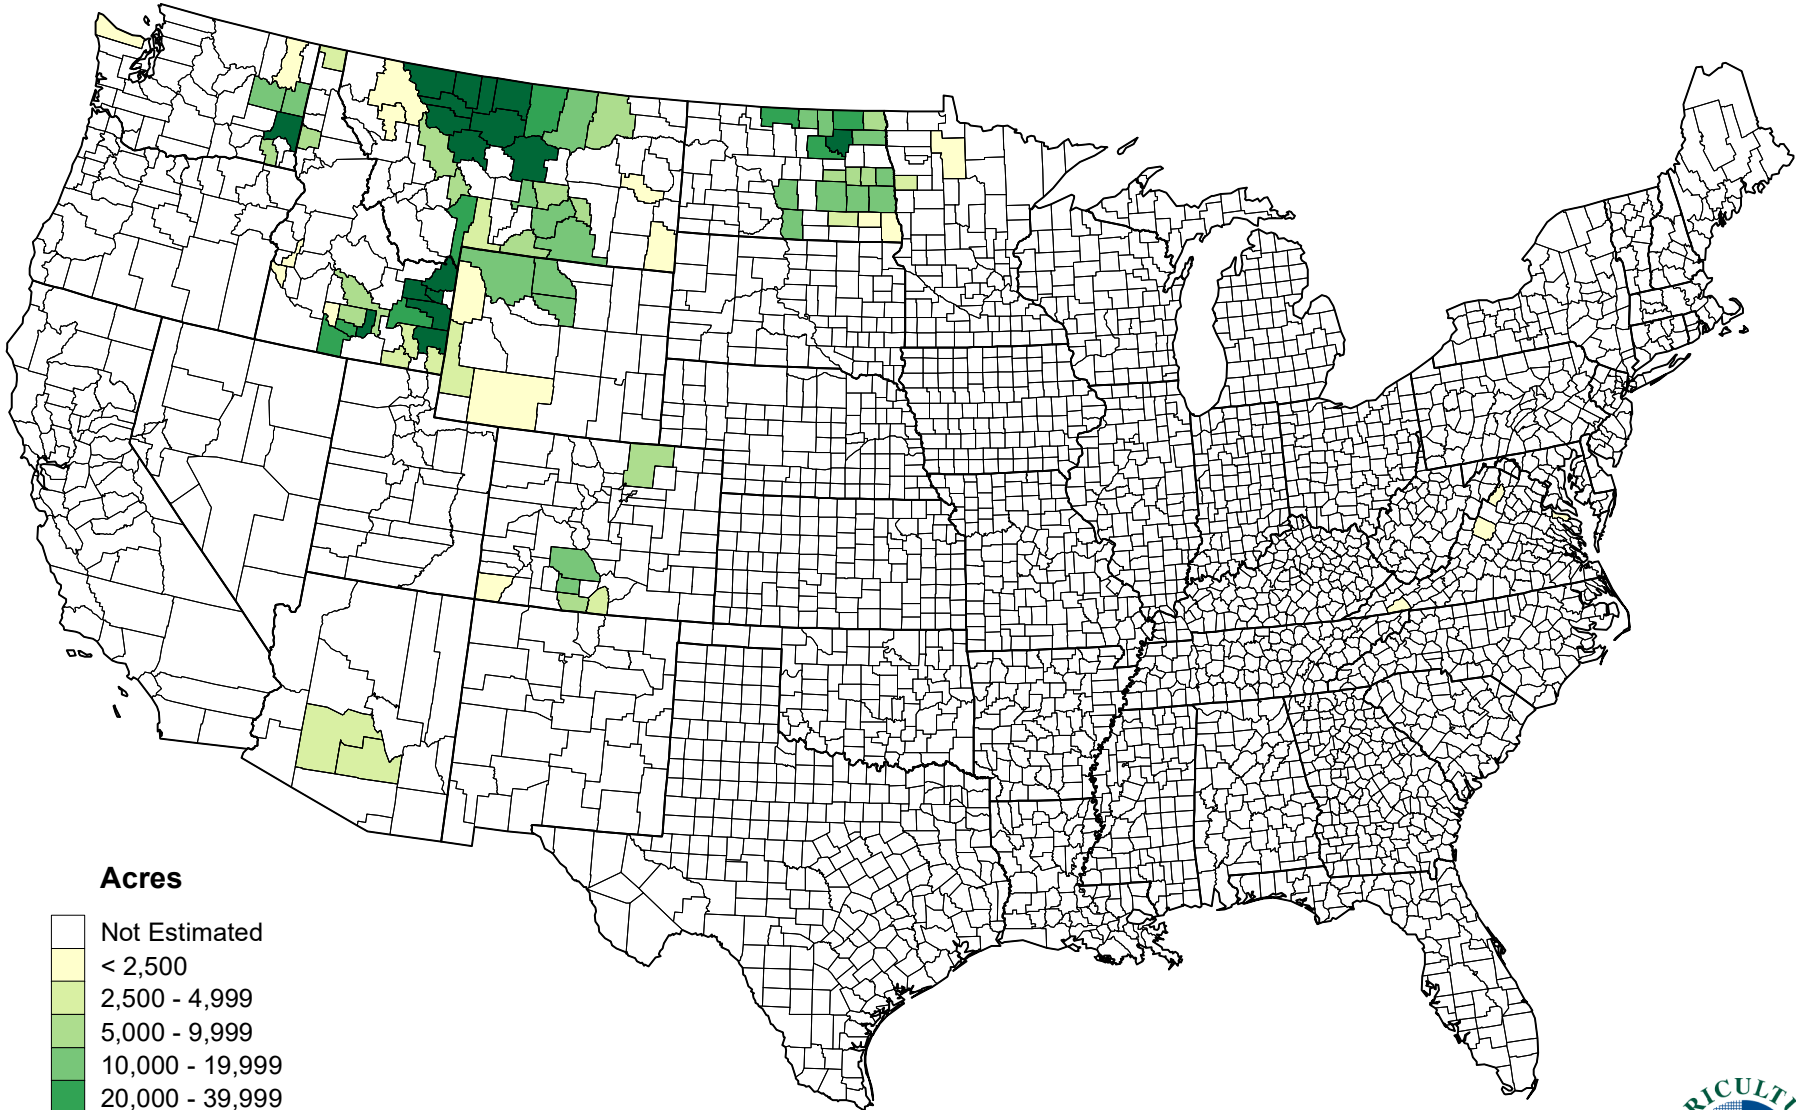 Acres
Not Estimated
< 2,500
2,500 - 4,999
5,000 - 9,999
10,000 - 19,999
20,000 - 39,999
RICULTU